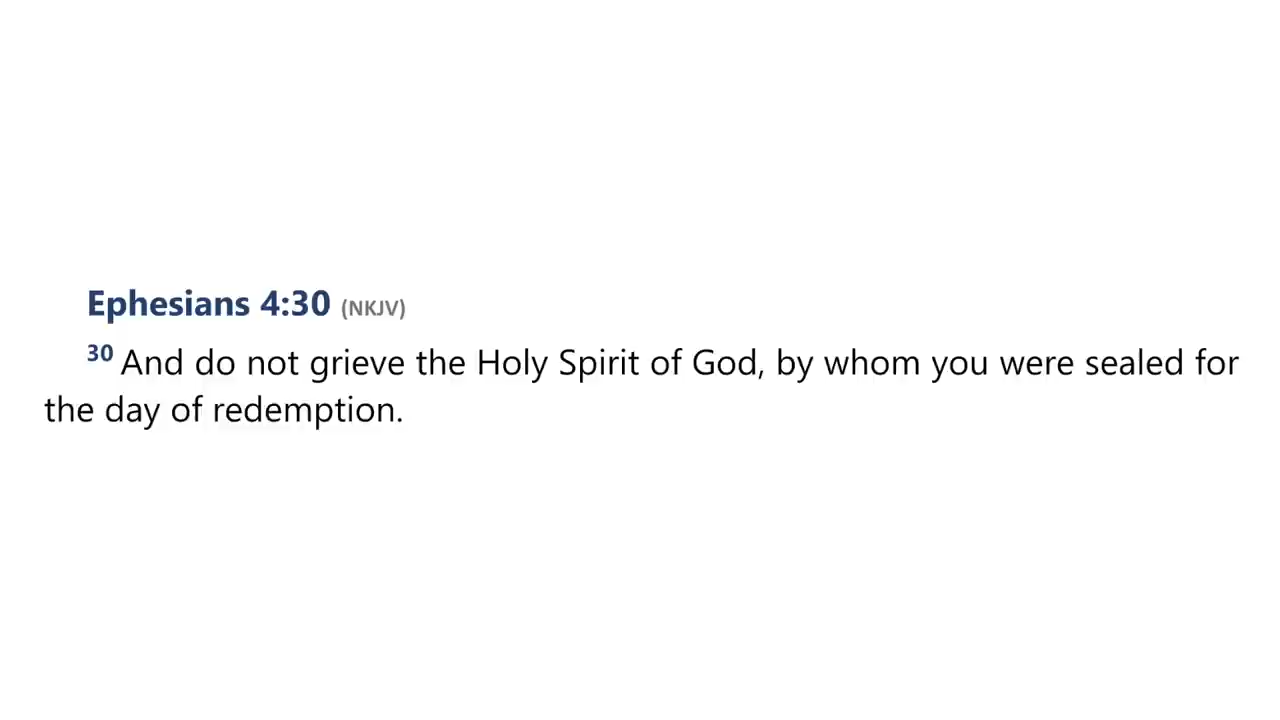 Ephesians 4:30 (NKJV)
30 And do not grieve the Holy Spirit of God, by whom you were sealed for
the day of redemption.